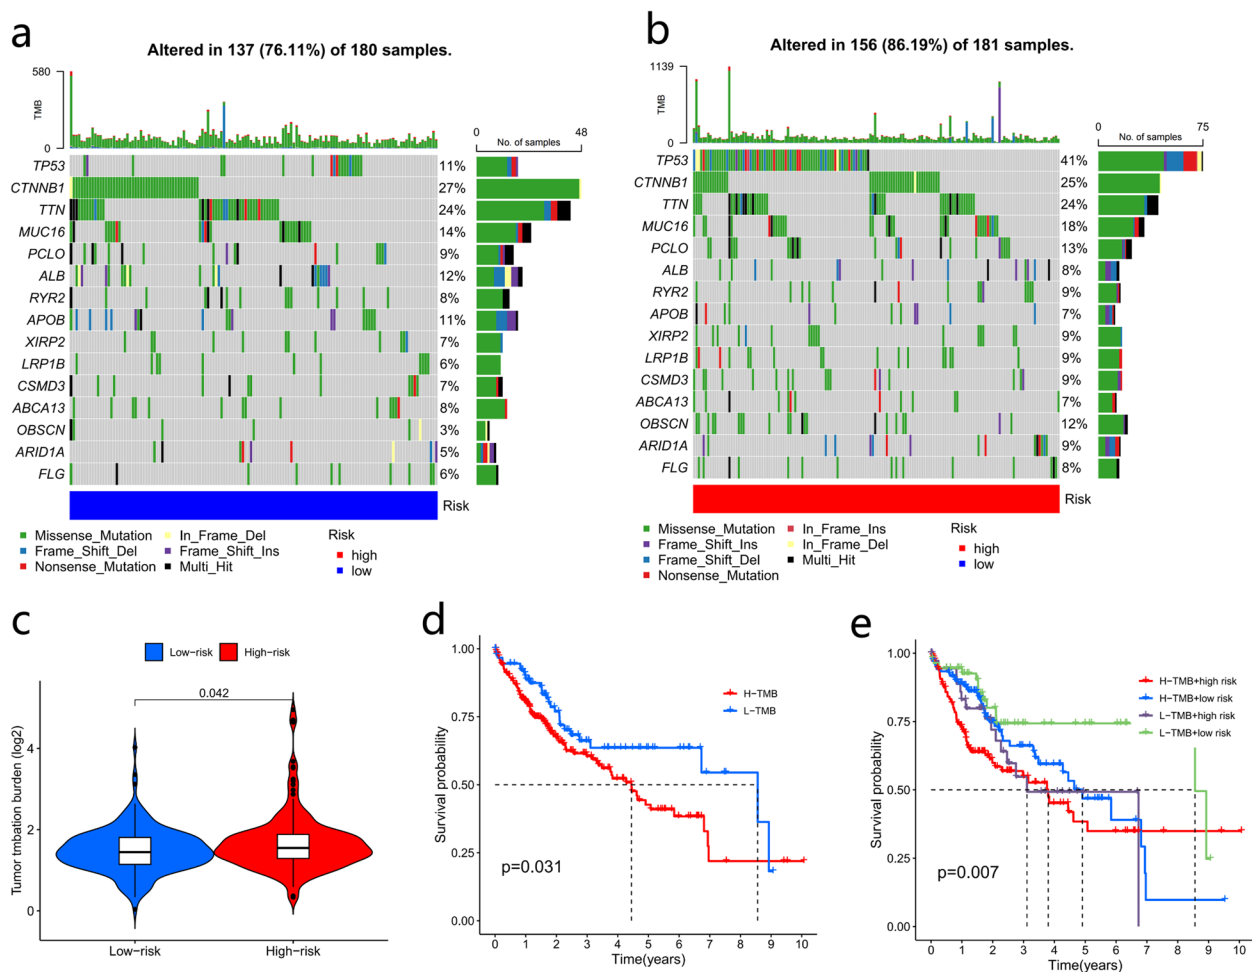 a
Altered in 137 (76.11%) of 180 samples.
580
0
TMB
0 48
No. of samples
TP53 11%
CTNNB1 27%
TTN 24%
MUC16 14%
PCLO 9%
ALB 12%
RYR2 8%
APOB 11%
XIRP2 7%
LRP1B 6%
CSMD3 7%
ABCA13 8%
OBSCN 3%
ARID1A 5%
FLG 6%
Risk
Missense_Mutation In_Frame_Del Risk
Frame_Shift_Del Frame_Shift_Ins high
Nonsense_Mutation Multi_Hit low
b
Altered in 156 (86.19%) of 181 samples.
1139
0
TMB
0 75
No. of samples
TP53 41%
CTNNB1 25%
TTN 24%
MUC16 18%
PCLO 13%
ALB 8%
RYR2 9%
APOB 7%
XIRP2 9%
LRP1B 9%
CSMD3 9%
ABCA13 7%
OBSCN 12%
ARID1A 9%
FLG 8%
Risk
Missense_Mutation In_Frame_Ins Risk
Frame_Shift_Ins In_Frame_Del high
Frame_Shift_Del Multi_Hit low
Nonsense_Mutation
c
Low-risk High-risk
0.042
Tumor tmbation burden (log2)
4
2
0
Low-risk High-risk
d
Survival probability
1.00
0.75
0.50
0.25
0.00
H-TMB
L-TMB
p=0.031
0 1 2 3 4 5 6 7 8 9 10
Time(years)
e
Survival probability
1.00
0.75
0.50
0.25
0.00
H-TMB+high risk
H-TMB+low risk
L-TMB+high risk
L-TMB+low risk
p=0.007
0 1 2 3 4 5 6 7 8 9 10
Time(years)